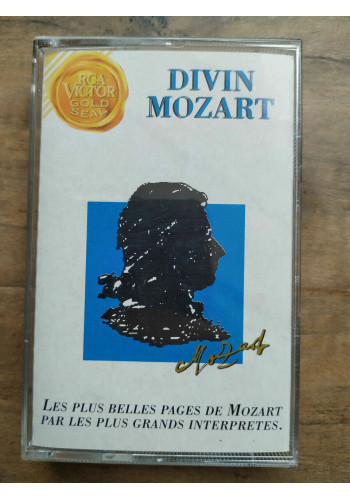 RCA
VICTOR
GOLD
SEAL
DIVIN
MOZART
Mozart
LES PLUS BELLES PAGES DE MOZART
PAR LES PLUS GRANDS INTERPRETES.